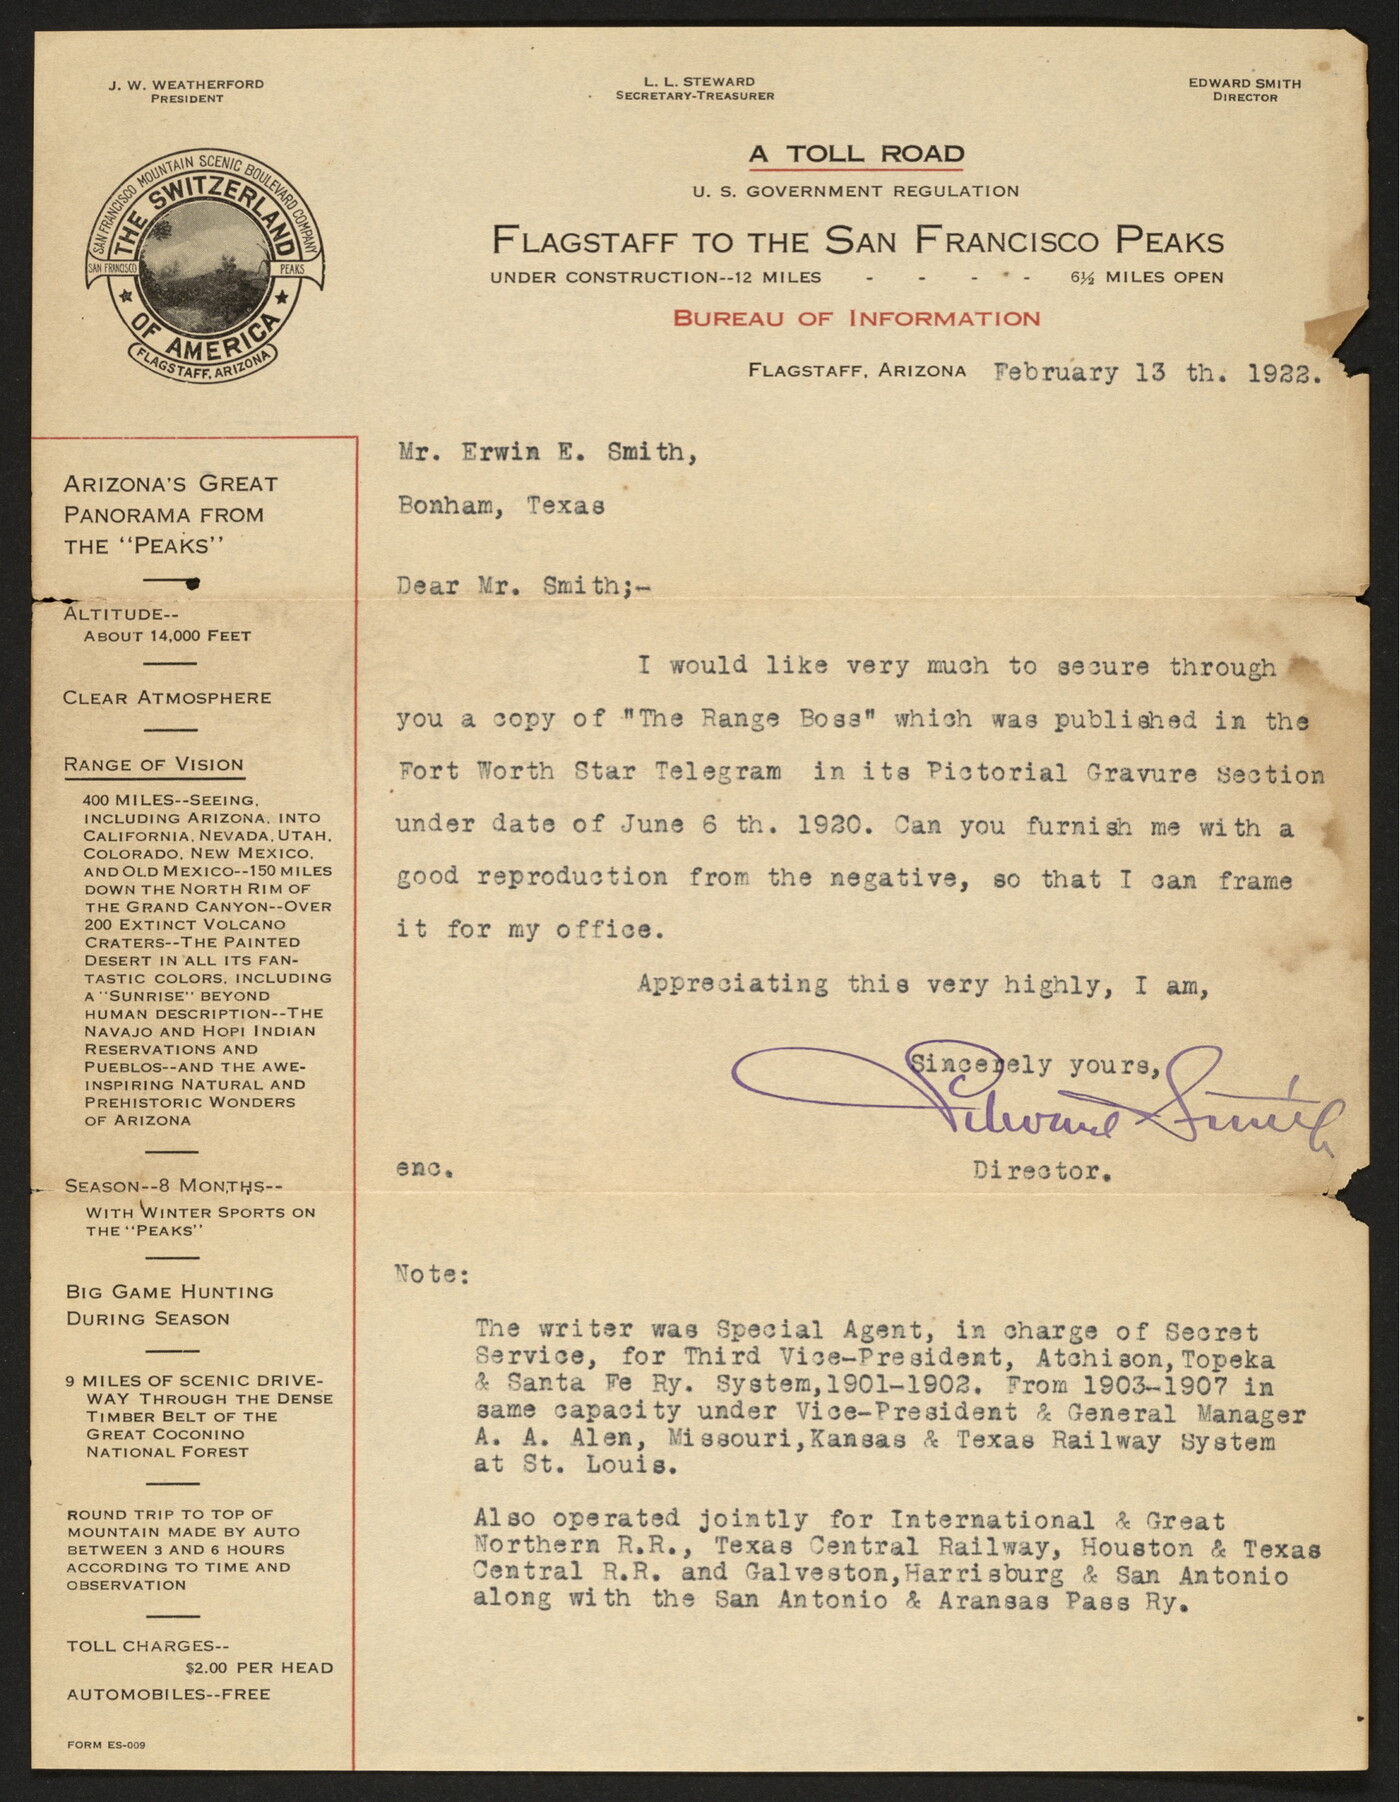 J. W. WEATHERFORD
PRESIDENT
L. L. STEWARD
SECRETARY-TREASURER
EDWARD SMITH
DIRECTOR
SAN FRANCISCO MOUNTAIN SCENIC BOULEVARD COMPANY
THE SWITZERLAND
SAN FRANCISCO PEAKS
OF AMERICA
FLAGSTAFF, ARIZONA
A TOLL ROAD
U. S. GOVERNMENT REGULATION
FLAGSTAFF TO THE SAN FRANCISCO PEAKS
UNDER CONSTRUCTION--12 MILES - - - - 6½ MILES OPEN
BUREAU OF INFORMATION
FLAGSTAFF, ARIZONA February 13 th. 1922.
ARIZONA'S GREAT
PANORAMA FROM
THE "PEAKS"
ALTITUDE--
ABOUT 14,000 FEET
CLEAR ATMOSPHERE
RANGE OF VISION
400 MILES--SEEING,
INCLUDING ARIZONA, INTO
CALIFORNIA, NEVADA, UTAH,
COLORADO, NEW MEXICO,
AND OLD MEXICO--150 MILES
DOWN THE NORTH RIM OF
THE GRAND CANYON--OVER
200 EXTINCT VOLCANO
CRATERS--THE PAINTED
DESERT IN ALL ITS FAN-
TASTIC COLORS, INCLUDING
A "SUNRISE" BEYOND
HUMAN DESCRIPTION--THE
NAVAJO AND HOPI INDIAN
RESERVATIONS AND
PUEBLOS--AND THE AWE-
INSPIRING NATURAL AND
PREHISTORIC WONDERS
OF ARIZONA
SEASON--8 MONTHS--
WITH WINTER SPORTS ON
THE "PEAKS"
BIG GAME HUNTING
DURING SEASON
9 MILES OF SCENIC DRIVE-
WAY THROUGH THE DENSE
TIMBER BELT OF THE
GREAT COCONINO
NATIONAL FOREST
ROUND TRIP TO TOP OF
MOUNTAIN MADE BY AUTO
BETWEEN 3 AND 6 HOURS
ACCORDING TO TIME AND
OBSERVATION
TOLL CHARGES--
$2.00 PER HEAD
AUTOMOBILES--FREE
FORM ES-009
Mr. Erwin E. Smith,
Bonham, Texas
Dear Mr. Smith;-
I would like very much to secure through
you a copy of "The Range Boss" which was published in the
Fort Worth Star Telegram in its Pictorial Gravure Section
under date of June 6 th. 1920. Can you furnish me with a
good reproduction from the negative, so that I can frame
it for my office.
Appreciating this very highly, I am,
Sincerely yours,
Edward Smith
enc. Director.
Note:
The writer was Special Agent, in charge of Secret
Service, for Third Vice-President, Atchison,Topeka
& Santa Fe Ry. System,1901-1902. From 1903-1907 in
same capacity under Vice-President & General Manager
A. A. Alen, Missouri,Kansas & Texas Railway System
at St. Louis.
Also operated jointly for International & Great
Northern R.R., Texas Central Railway, Houston & Texas
Central R.R. and Galveston,Harrisburg & San Antonio
along with the San Antonio & Aransas Pass Ry.